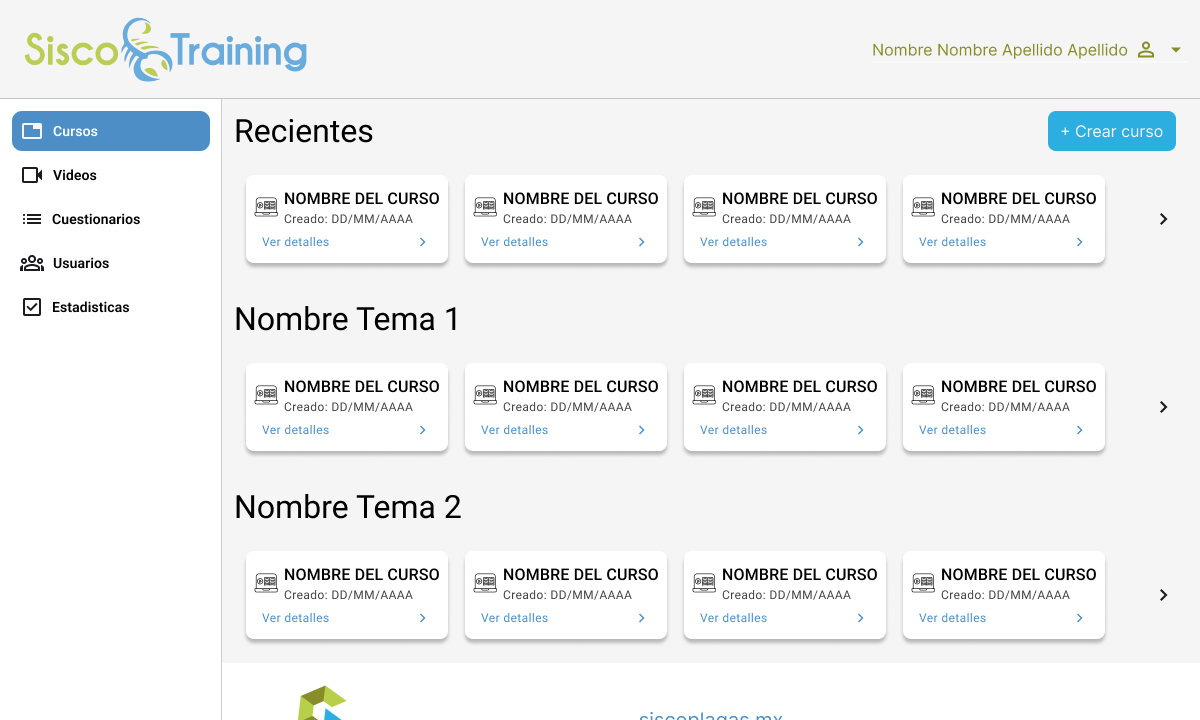 Sisco Training
Nombre Nombre Apellido Apellido
Cursos
Videos
Cuestionarios
Usuarios
Estadisticas
Recientes
+ Crear curso
NOMBRE DEL CURSO
Creado: DD/MM/AAAA
Ver detalles
NOMBRE DEL CURSO
Creado: DD/MM/AAAA
Ver detalles
NOMBRE DEL CURSO
Creado: DD/MM/AAAA
Ver detalles
NOMBRE DEL CURSO
Creado: DD/MM/AAAA
Ver detalles
Nombre Tema 1
NOMBRE DEL CURSO
Creado: DD/MM/AAAA
Ver detalles
NOMBRE DEL CURSO
Creado: DD/MM/AAAA
Ver detalles
NOMBRE DEL CURSO
Creado: DD/MM/AAAA
Ver detalles
NOMBRE DEL CURSO
Creado: DD/MM/AAAA
Ver detalles
Nombre Tema 2
NOMBRE DEL CURSO
Creado: DD/MM/AAAA
Ver detalles
NOMBRE DEL CURSO
Creado: DD/MM/AAAA
Ver detalles
NOMBRE DEL CURSO
Creado: DD/MM/AAAA
Ver detalles
NOMBRE DEL CURSO
Creado: DD/MM/AAAA
Ver detalles
siscoplagas.mx